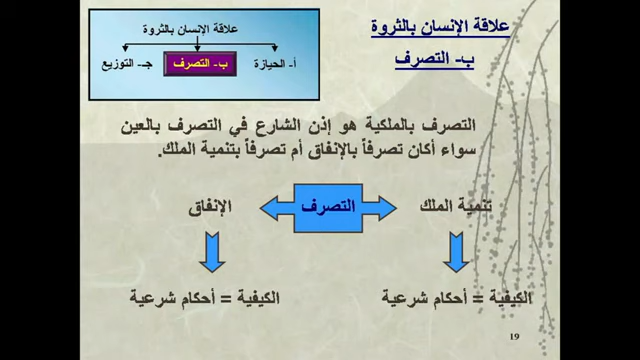 علاقة الإنسان بالثروة
ب- التصرف
علاقة الإنسان بالثروة
أ- الحيازة
ب- التصرف
جـ- التوزيع
التصرف بالملكية هو إذن الشارع في التصرف بالعين
سواء أكان تصرفاً بالإنفاق أم تصرفاً بتنمية الملك.
تنمية الملك
التصرف
الإنفاق
الكيفية = أحكام شرعية
الكيفية = أحكام شرعية
19